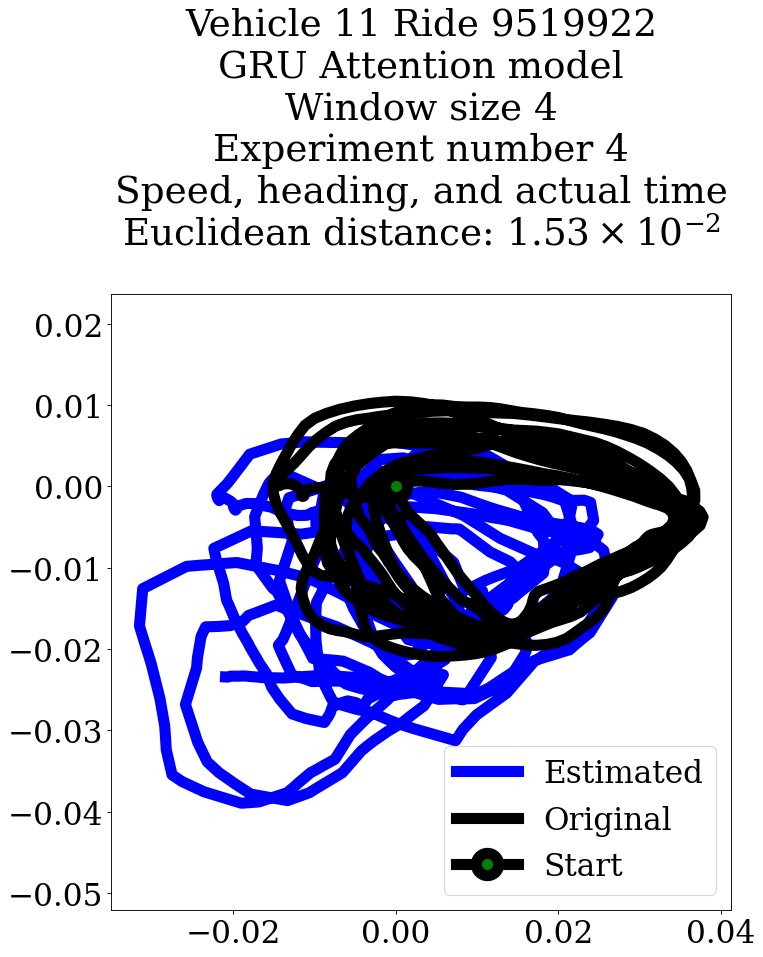 Vehicle 11 Ride 9519922
GRU Attention model
Window size 4
Experiment number 4
Speed, heading, and actual time
Euclidean distance: 1.53 × 10⁻²
0.02
0.01
0.00
−0.01
−0.02
−0.03
−0.04
−0.05
Estimated
Original
Start
−0.02
0.00
0.02
0.04